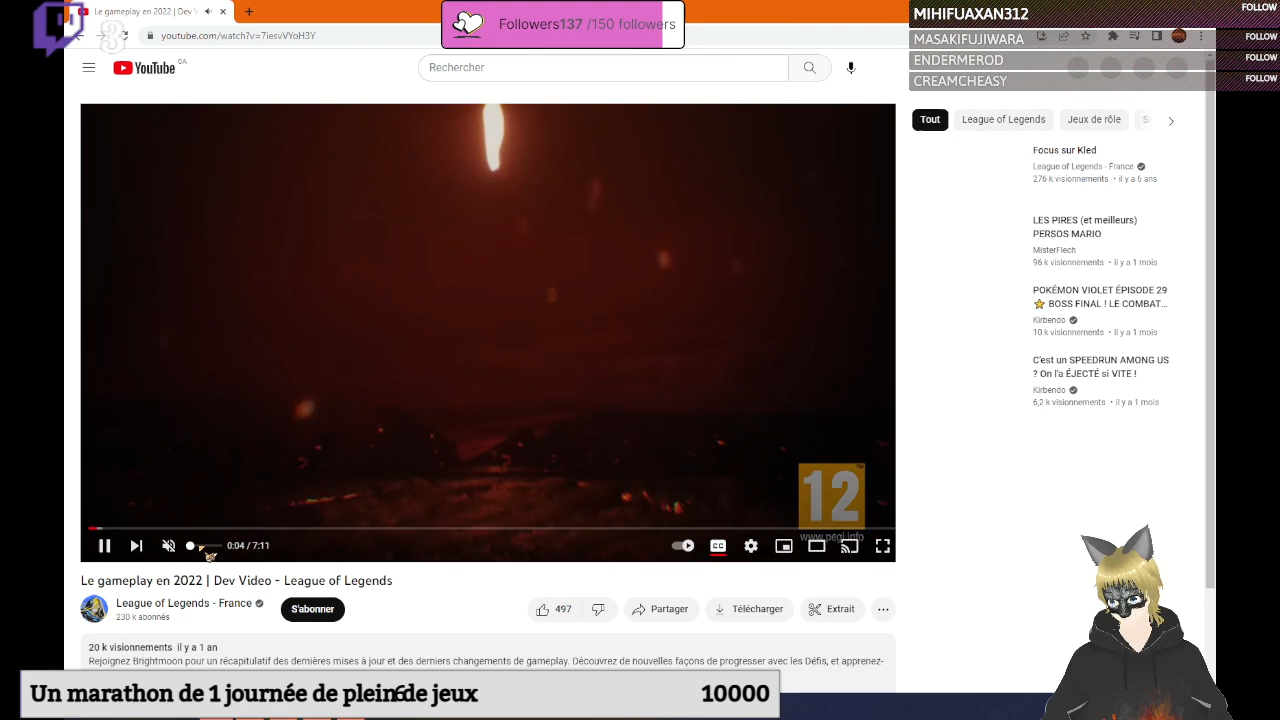 Le gameplay en 2022 | Dev V
Followers137 /150 followers
MIHIFUAXAN312 FOLLOW
MASAKIFUJIWARA FOLLOW
ENDERMEROD FOLLOW
CREAMCHEASY FOLLOW
3
youtube.com/watch?v=7iesvVYoH3Y
YouTube CA
Rechercher
Tout League of Legends Jeux de rôle
Focus sur Kled
League of Legends - France
276 k visionnements • il y a 6 ans
LES PIRES (et meilleurs)
PERSOS MARIO
MisterFlech
96 k visionnements • il y a 1 mois
POKÉMON VIOLET ÉPISODE 29
⭐ BOSS FINAL ! LE COMBAT...
Kirbendo
10 k visionnements • il y a 1 mois
C'est un SPEEDRUN AMONG US
? On l'a ÉJECTÉ si VITE !
Kirbendo
6,2 k visionnements • il y a 1 mois
12
www.pegi.info
0:04 / 7:11
CC
Le gameplay en 2022 | Dev Video - League of Legends
League of Legends - France
230 k abonnés
S'abonner
497
Partager
Télécharger
Extrait
20 k visionnements il y a 1 an
Rejoignez Brightmoon pour un récapitulatif des dernières mises à jour et des derniers changements de gameplay. Découvrez de nouvelles façons de progresser avec les Défis, et apprenez-
Un marathon de 1 journée de plein de jeux 10000
6